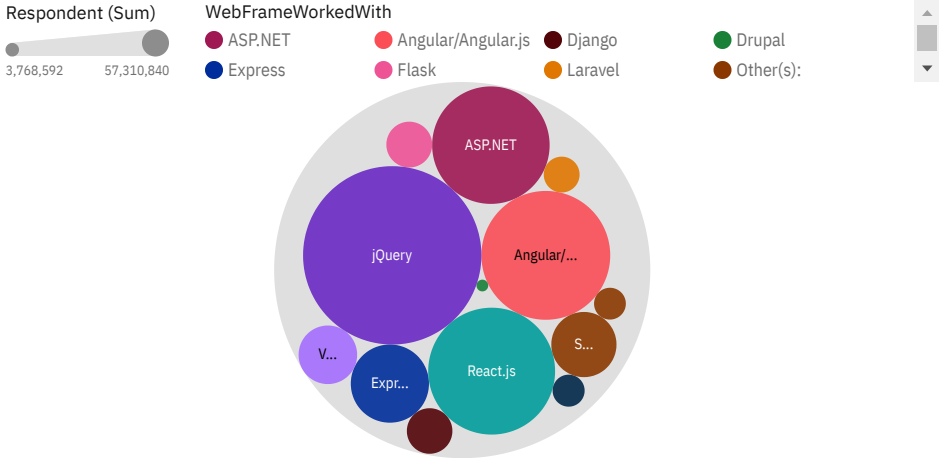 Respondent (Sum)
3,768,592 57,310,840
WebFrameWorkedWith
ASP.NET Angular/Angular.js Django Drupal
Express Flask Laravel Other(s):
ASP.NET
jQuery
Angular/...
V...
Expr...
React.js
S...